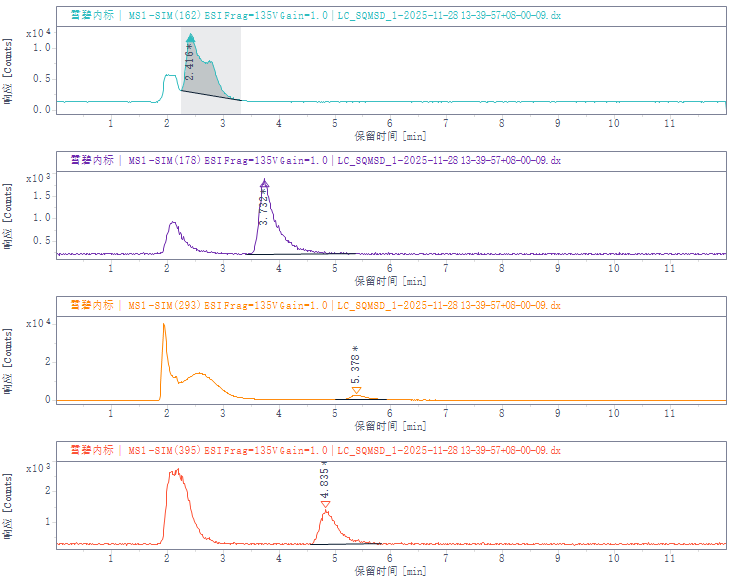 雪碧内标 | MS1-SIM(162) ESI Frag=135V Gain=1.0 | LC_SQMSD_1-2025-11-28 13-39-57+08-00-09.dx
x10⁴
1.0
0.5
0.0
响应 [Counts]
2.416*
1 2 3 4 5 6 7 8 9 10 11
保留时间 [min]
雪碧内标 | MS1-SIM(178) ESI Frag=135V Gain=1.0 | LC_SQMSD_1-2025-11-28 13-39-57+08-00-09.dx
x10³
1.5
1.0
0.5
响应 [Counts]
3.732*
1 2 3 4 5 6 7 8 9 10 11
保留时间 [min]
雪碧内标 | MS1-SIM(293) ESI Frag=135V Gain=1.0 | LC_SQMSD_1-2025-11-28 13-39-57+08-00-09.dx
x10⁴
2
0
响应 [Counts]
5.378*
1 2 3 4 5 6 7 8 9 10 11
保留时间 [min]
雪碧内标 | MS1-SIM(395) ESI Frag=135V Gain=1.0 | LC_SQMSD_1-2025-11-28 13-39-57+08-00-09.dx
x10³
2
1
响应 [Counts]
4.835*
1 2 3 4 5 6 7 8 9 10 11
保留时间 [min]